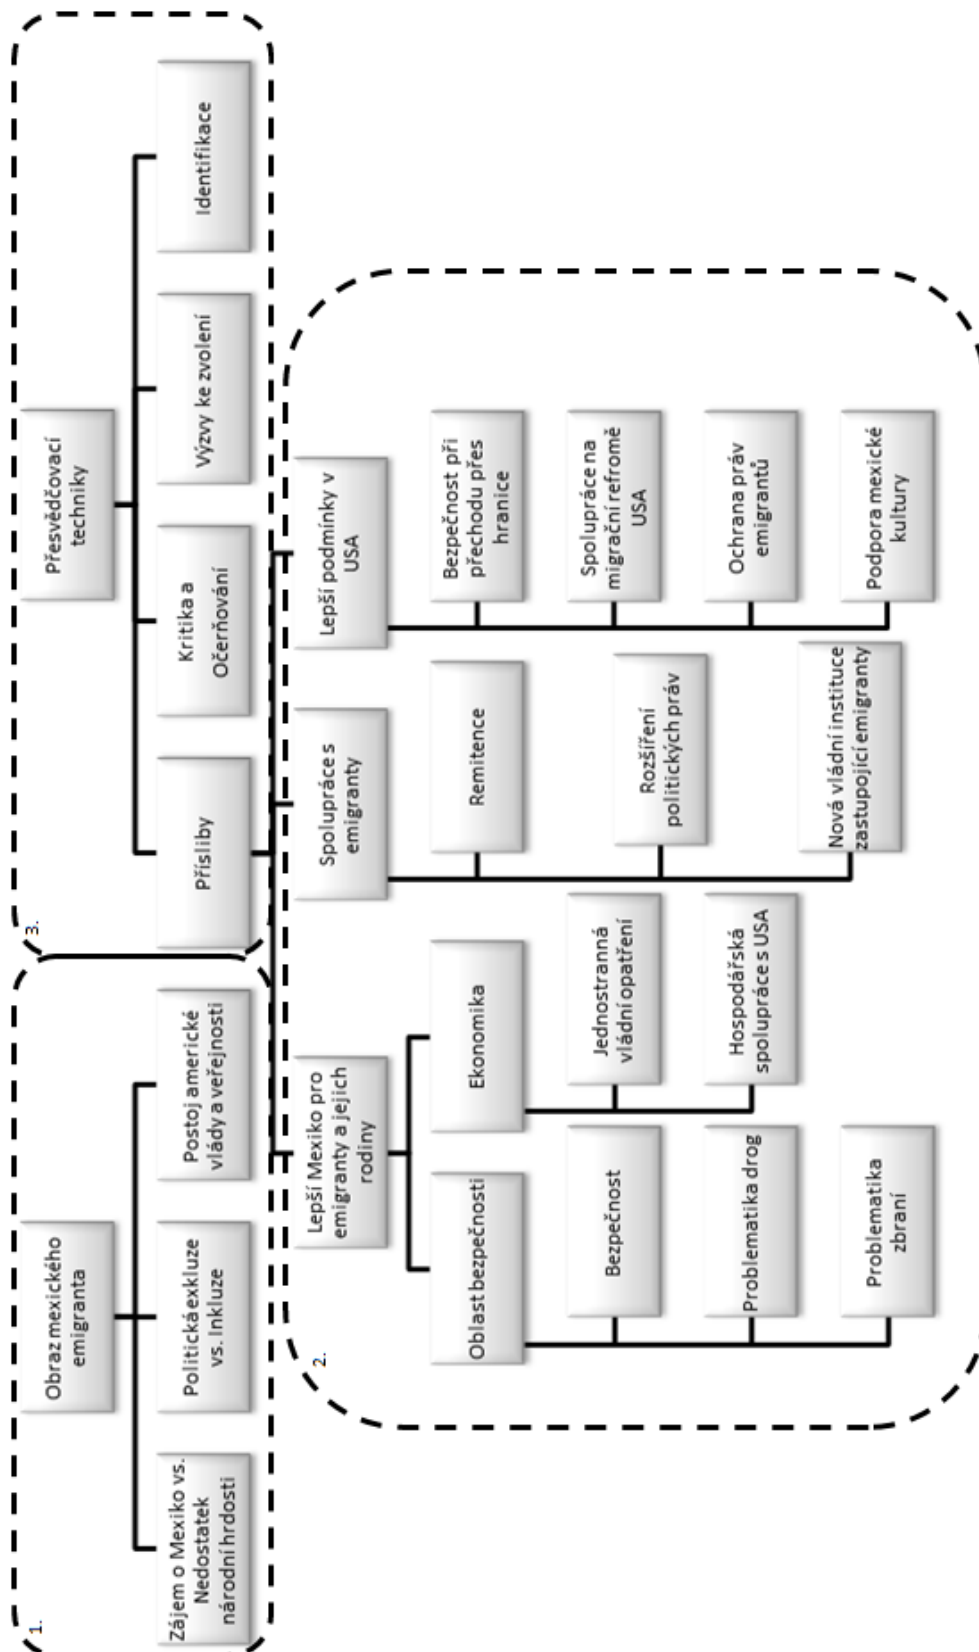 1.
Obraz mexického
emigranta
Zájem o Mexiko vs.
Nedostatek
národní hrdosti
Politická exkluze
vs. Inkluze
Postoj americké
vlády a veřejnosti
3.
Přesvědčovací
techniky
Přísliby
Kritika a
Očerňování
Výzvy ke zvolení
Identifikace
2.
Lepší Mexiko pro
emigranty a jejich
rodiny
Oblast bezpečnosti
Bezpečnost
Problematika drog
Problematika
zbraní
Ekonomika
Jednostranná
vládní opatření
Hospodářská
spolupráce s USA
Spolupráce s
emigranty
Remitence
Rozšíření
politických práv
Nová vládní instituce
zastupující emigranty
Lepší podmínky v
USA
Bezpečnost při
přechodu přes
hranice
Spolupráce na
migrační refromě
USA
Ochrana práv
emigrantů
Podpora mexické
kultury